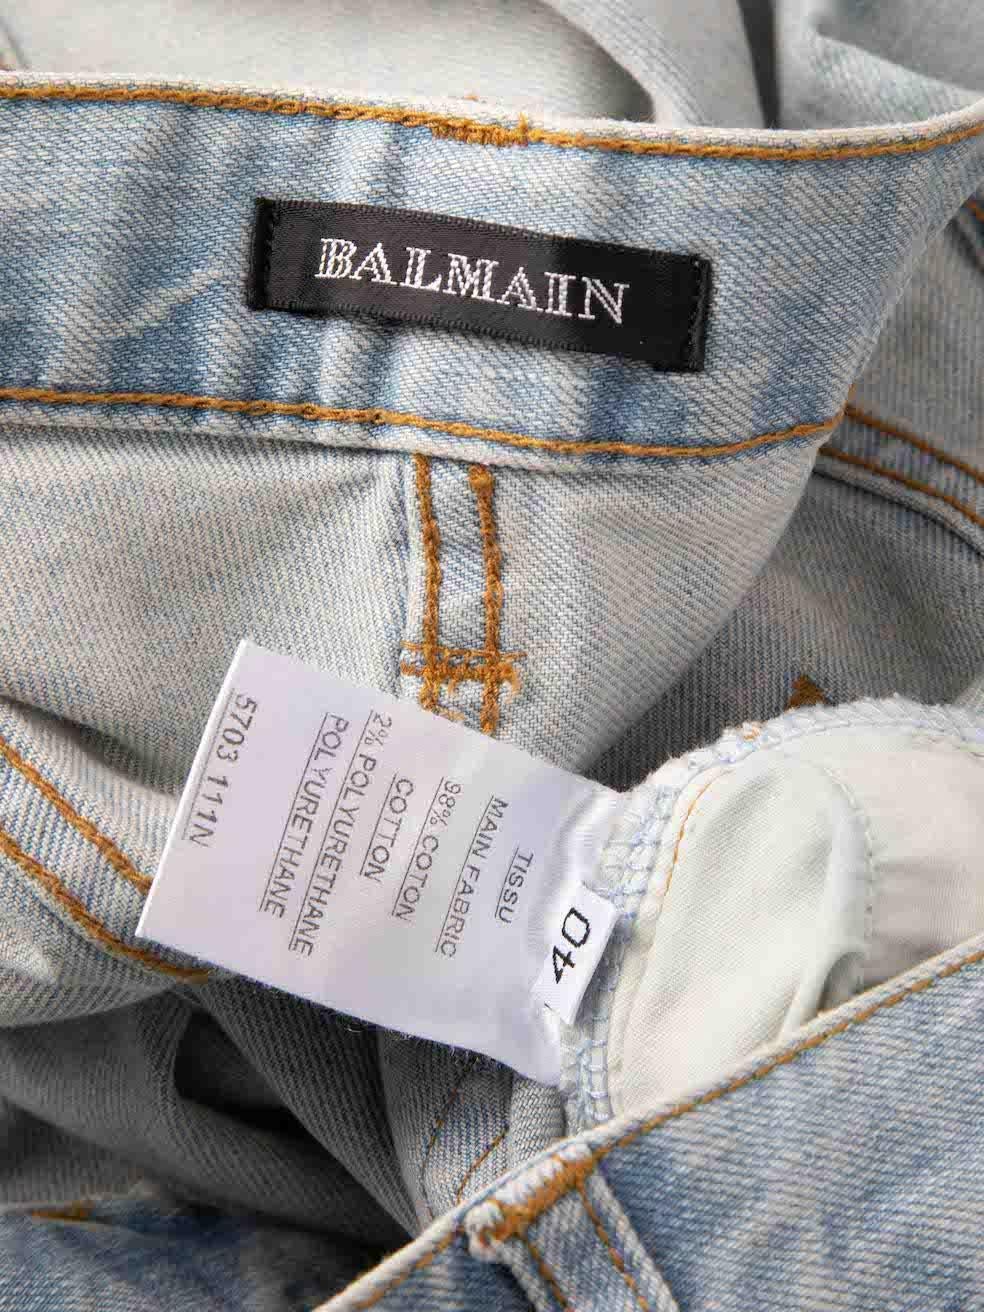 BALMAIN
40
TISSU
MAIN FABRIC
98% COTON
COTTON
2% POLYURETHANE
POLYURETHANE
5703 111N